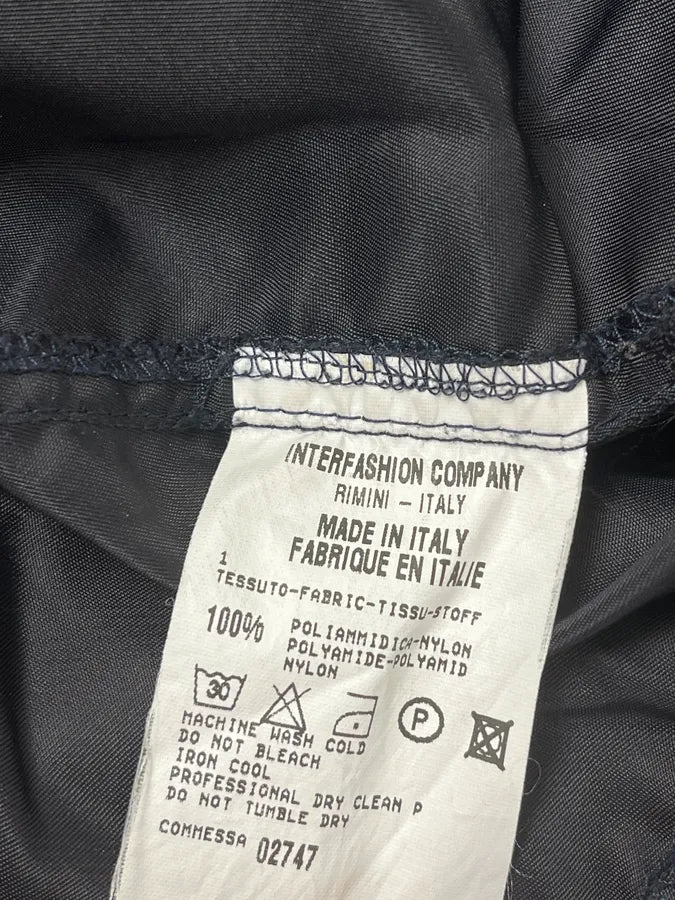 INTERFASHION COMPANY
RIMINI - ITALY
MADE IN ITALY
FABRIQUE EN ITALIE
1
TESSUTO-FABRIC-TISSU-STOFF
100% POLIAMMIDICA-NYLON
POLYAMIDE-POLYAMID
NYLON
30 P
MACHINE WASH COLD
DO NOT BLEACH
IRON COOL
PROFESSIONAL DRY CLEAN P
DO NOT TUMBLE DRY
COMMESSA 02747